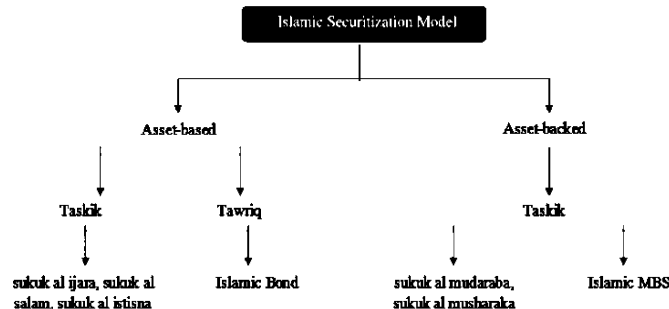 Islamic Securitization Model
Asset-based
Asset-backed
Taskik
Tawriq
Taskik
sukuk al ijara, sukuk al
salam, sukuk al istisna
Islamic Bond
sukuk al mudaraba,
sukuk al musharaka
Islamic MBS